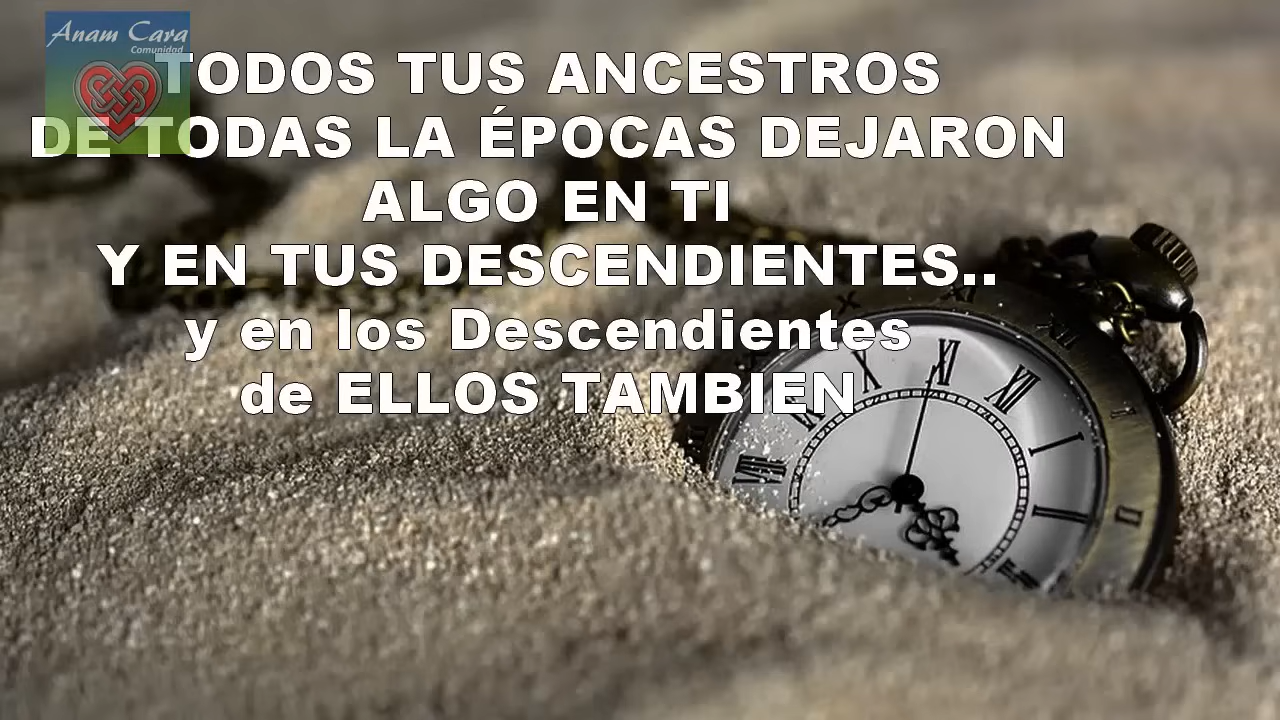 Anam Cara
Comunidad
TODOS TUS ANCESTROS
DE TODAS LA ÉPOCAS DEJARON
ALGO EN TI
Y EN TUS DESCENDIENTES..
y en los Descendientes
de ELLOS TAMBIEN